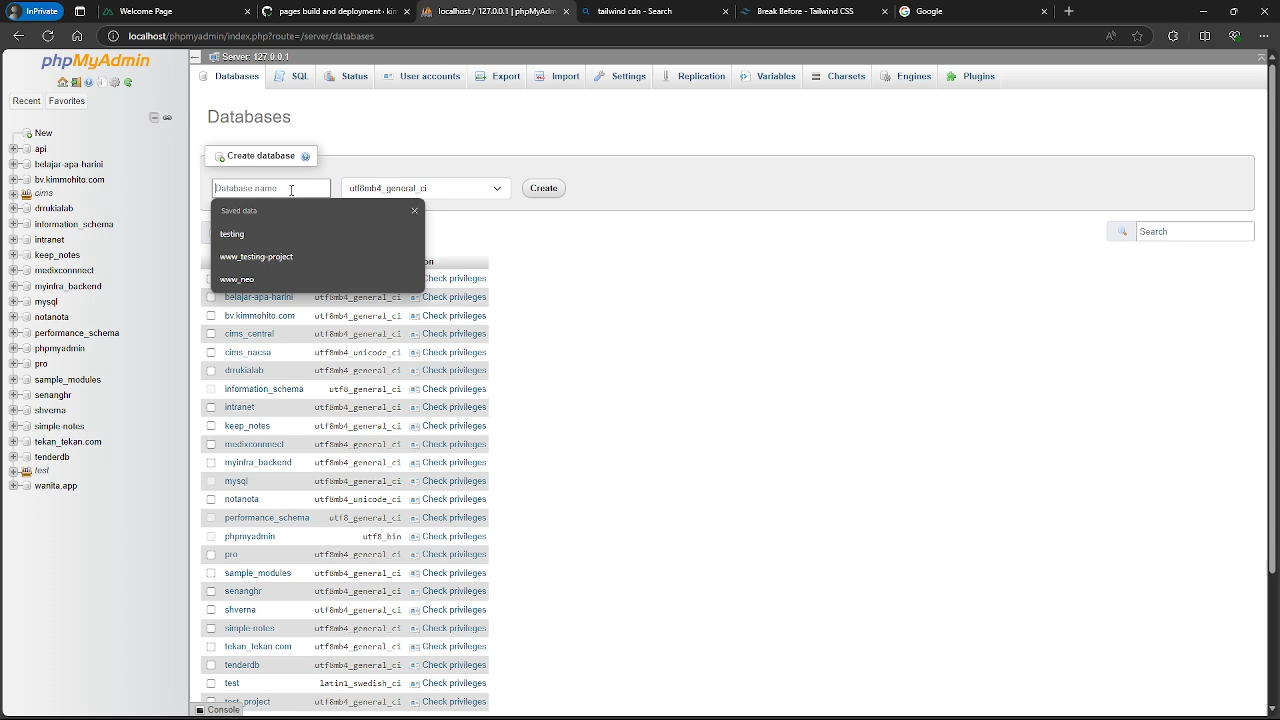 InPrivate
Welcome Page
pages build and deployment · kir
localhost / 127.0.0.1 | phpMyAdm
tailwind cdn - Search
Break Before - Tailwind CSS
Google
localhost/phpmyadmin/index.php?route=/server/databases
phpMyAdmin
Recent Favorites
New
api
belajar-apa-harini
bv.kimmohito.com
cims
drrukialab
information_schema
intranet
keep_notes
medixconnnect
myinfra_backend
mysql
notanota
performance_schema
phpmyadmin
pro
sample_modules
senanghr
shverna
simple-notes
tekan_tekan.com
tenderdb
test
wanita.app
Server: 127.0.0.1
Databases SQL Status User accounts Export Import Settings Replication Variables Charsets Engines Plugins
Databases
Create database
Database name utf8mb4_general_ci Create
Saved data
testing
www_testing-project
www_neo
Search
on
Check privileges
belajar-apa-harini utf8mb4_general_ci Check privileges
bv.kimmohito.com utf8mb4_general_ci Check privileges
cims_central utf8mb4_general_ci Check privileges
cims_nacsa utf8mb4_unicode_ci Check privileges
drrukialab utf8mb4_general_ci Check privileges
information_schema utf8_general_ci Check privileges
intranet utf8mb4_general_ci Check privileges
keep_notes utf8mb4_general_ci Check privileges
medixconnnect utf8mb4_general_ci Check privileges
myinfra_backend utf8mb4_general_ci Check privileges
mysql utf8mb4_general_ci Check privileges
notanota utf8mb4_unicode_ci Check privileges
performance_schema utf8_general_ci Check privileges
phpmyadmin utf8_bin Check privileges
pro utf8mb4_general_ci Check privileges
sample_modules utf8mb4_general_ci Check privileges
senanghr utf8mb4_general_ci Check privileges
shverna utf8mb4_general_ci Check privileges
simple-notes utf8mb4_general_ci Check privileges
tekan_tekan.com utf8mb4_general_ci Check privileges
tenderdb utf8mb4_general_ci Check privileges
test latin1_swedish_ci Check privileges
test_project utf8mb4_general_ci Check privileges
Console